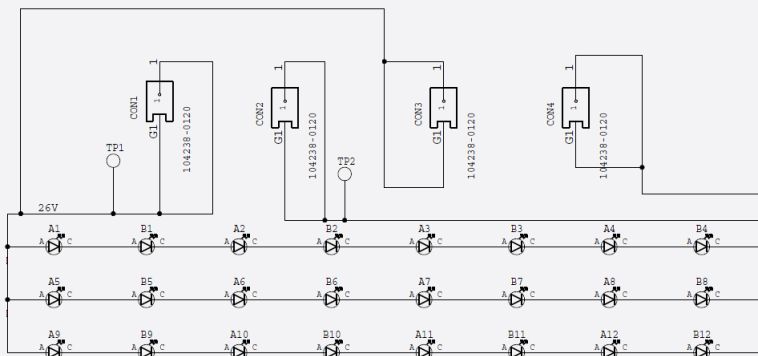 1 1 1 1
CON1 1 G1 104238-0120
CON2 1 G1 104238-0120
CON3 1 G1 104238-0120
CON4 1 G1 104238-0120
TP1 TP2
26V
A1 B1 A2 B2 A3 B3 A4 B4
A C A C A C A C A C A C A C A C
A5 B5 A6 B6 A7 B7 A8 B8
A C A C A C A C A C A C A C A C
A9 B9 A10 B10 A11 B11 A12 B12
A C A C A C A C A C A C A C A C